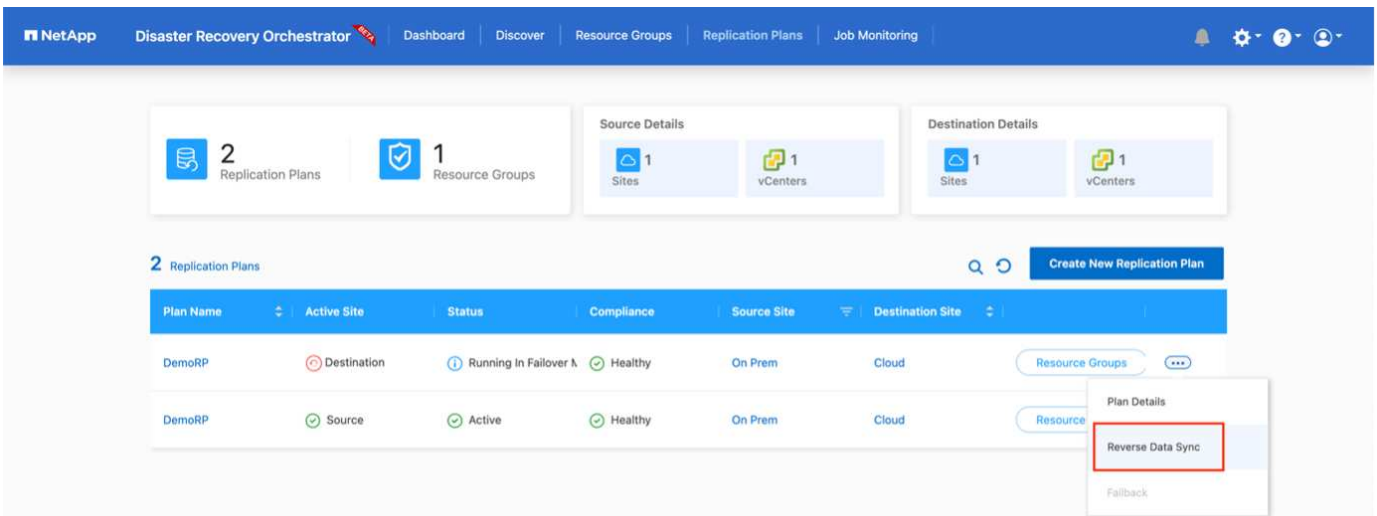 NetApp Disaster Recovery Orchestrator BETA Dashboard Discover Resource Groups Replication Plans Job Monitoring
Source Details Destination Details
2 1 1 1 1 1
Replication Plans Resource Groups Sites vCenters Sites vCenters
2 Replication Plans Create New Replication Plan
Plan Name Active Site Status Compliance Source Site Destination Site
DemoRP Destination Running In Failover Healthy On Prem Cloud Resource Groups
DemoRP Source Active Healthy On Prem Cloud Resource
Plan Details
Reverse Data Sync
Failback